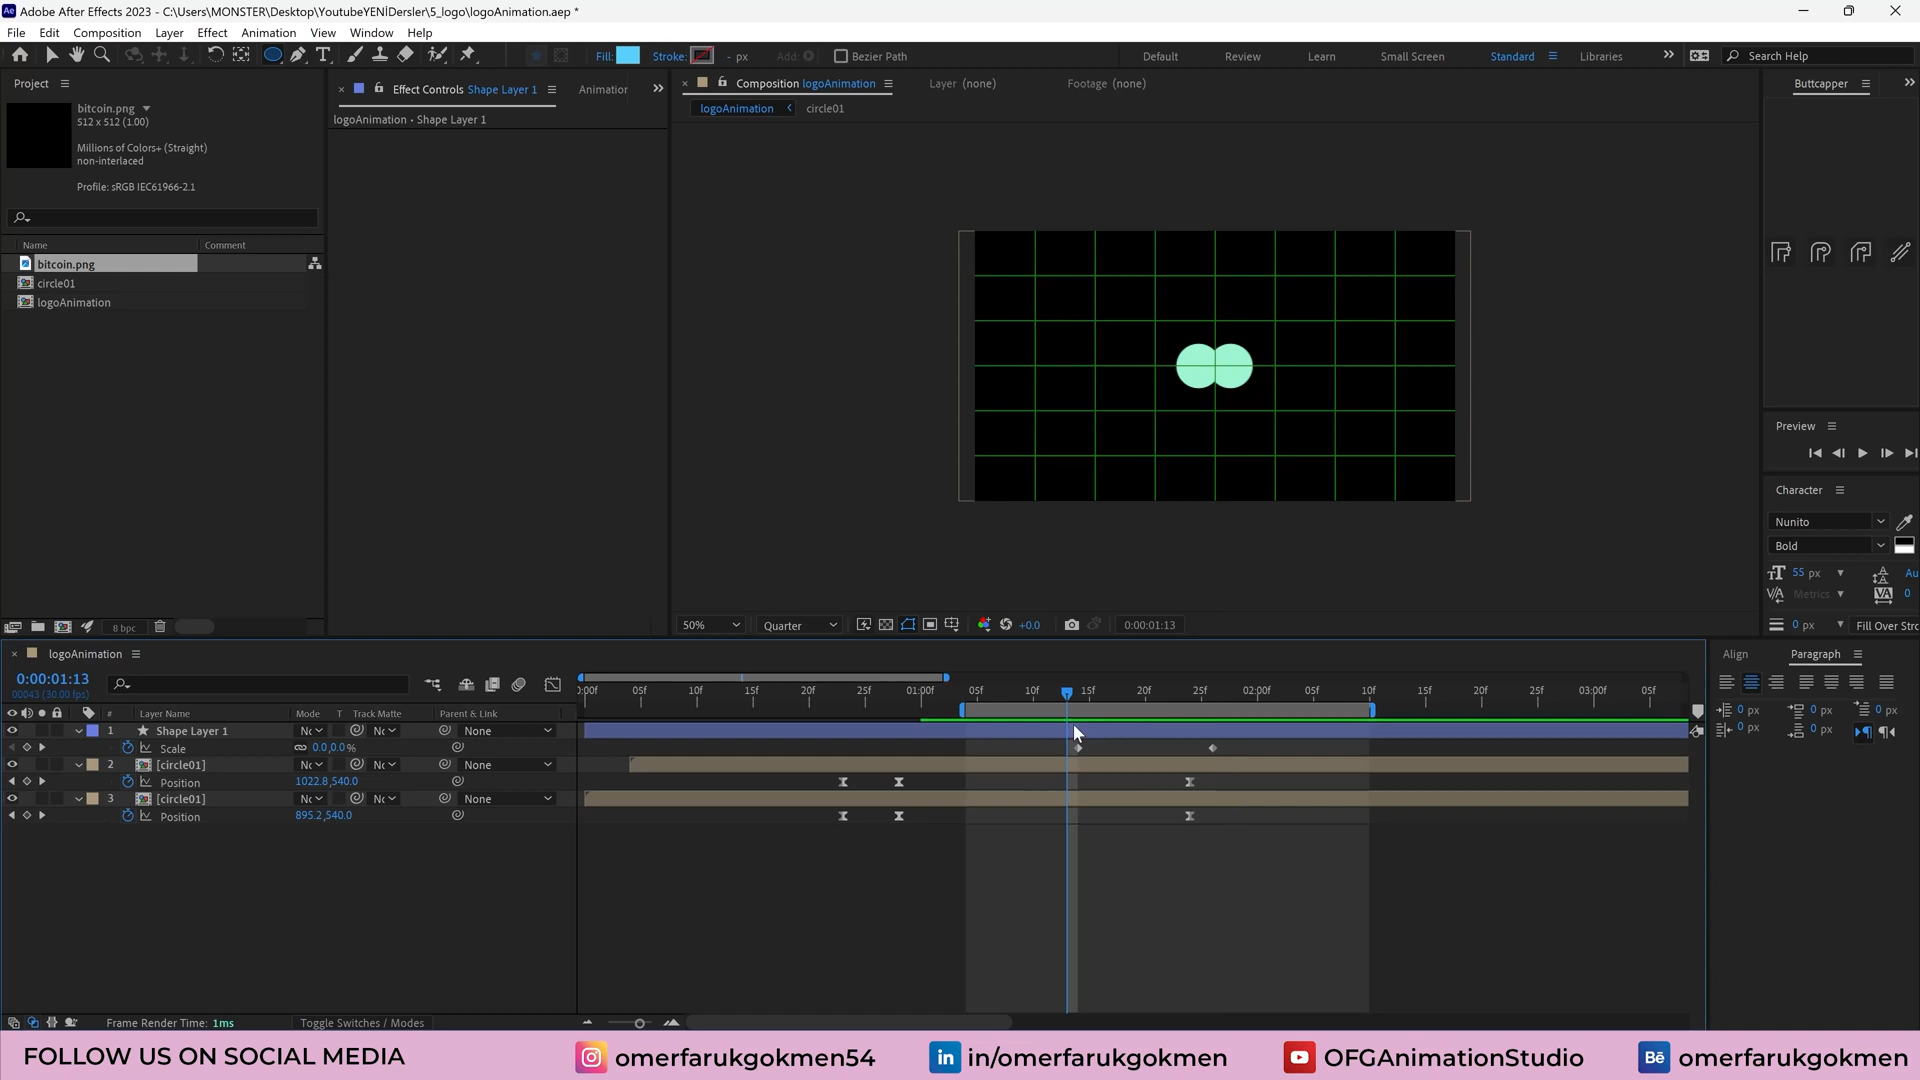 Adobe After Effects 2023 - C:\Users\MONSTER\Desktop\YoutubeYENİDersler\5_logo\logoAnimation.aep *
File Edit Composition Layer Effect Animation View Window Help
Fill: Stroke: - px Add: Bezier Path Default Review Learn Small Screen Standard Libraries Search Help
Project
bitcoin.png
512 x 512 (1.00)
Millions of Colors+ (Straight)
non-interlaced
Profile: sRGB IEC61966-2.1
Name Comment
bitcoin.png
circle01
logoAnimation
8 bpc
Effect Controls Shape Layer 1 Animation
logoAnimation • Shape Layer 1
Composition logoAnimation Layer (none) Footage (none)
logoAnimation circle01
50% Quarter +0.0 0:00:01:13
Buttcapper
Preview
Character
Nunito
Bold
55 px Au
Metrics 0
0 px Fill Over Stro
Align Paragraph
0 px 0 px 0 px
0 px 0 px
logoAnimation
0:00:01:13
00043 (30.00 fps)
):00f 05f 10f 15f 20f 25f 01:00f 05f 10f 15f 20f 25f 02:00f 05f 10f 15f 20f 25f 03:00f 05f
# Layer Name Mode T Track Matte Parent & Link
1 Shape Layer 1 Nc Nc None
Scale 0.0,0.0%
2 [circle01] Nc Nc None
Position 1022.8,540.0
3 [circle01] Nc Nc None
Position 895.2,540.0
Frame Render Time: 1ms Toggle Switches / Modes
FOLLOW US ON SOCIAL MEDIA omerfarukgokmen54 in/omerfarukgokmen OFGAnimationStudio omerfarukgokmen